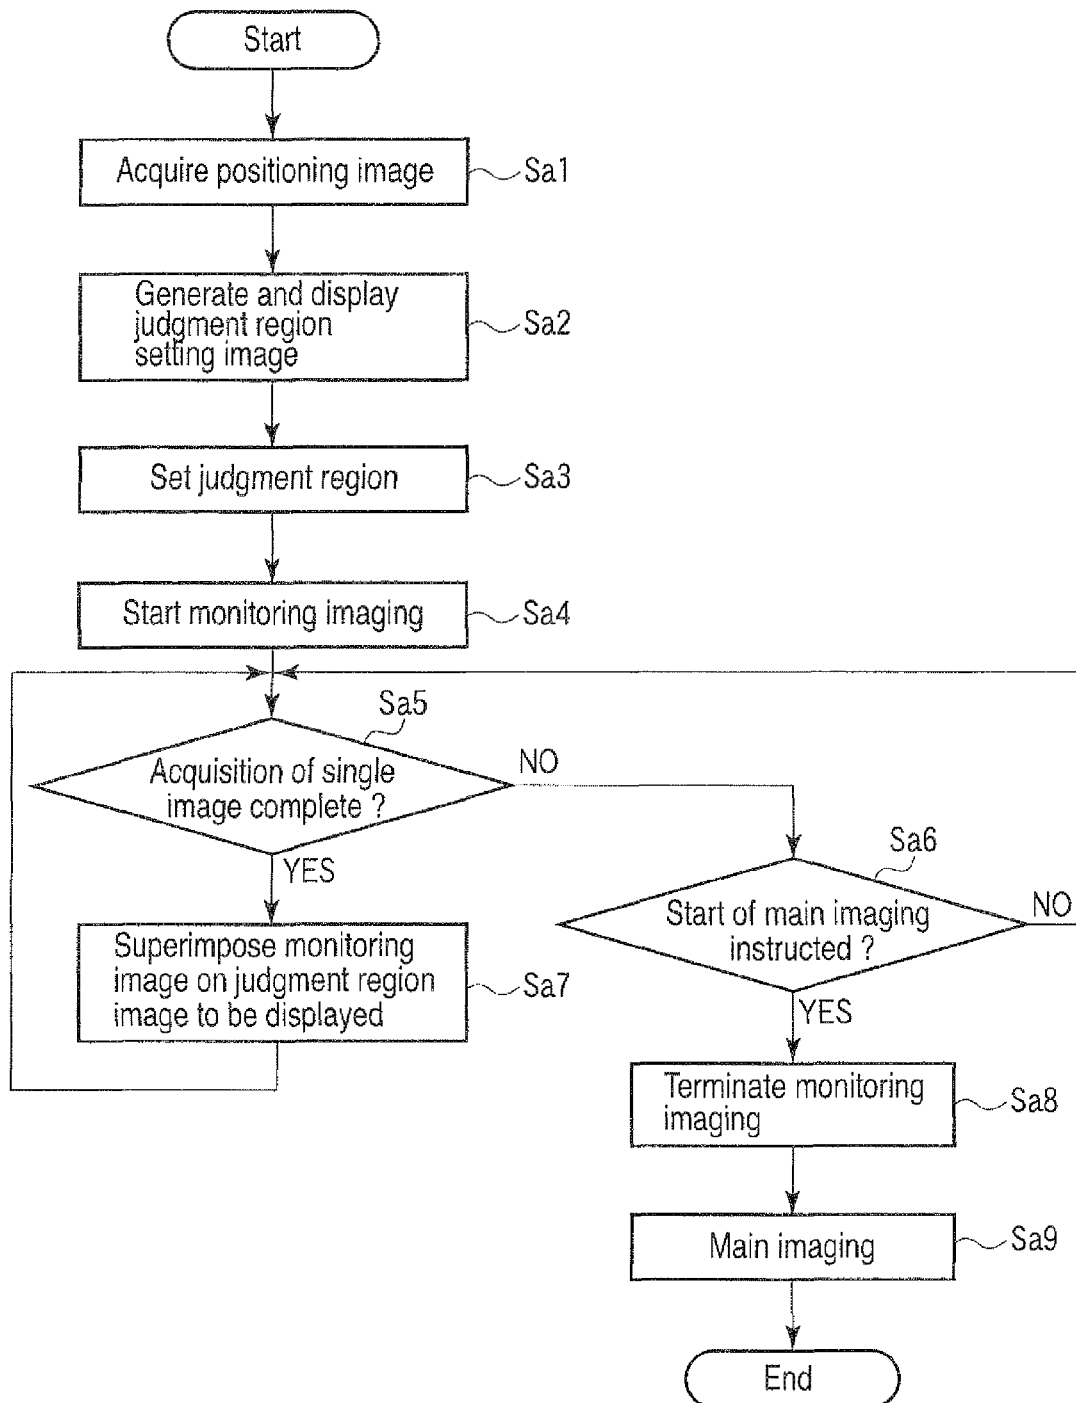 Start
Acquire positioning image
Sa1
Generate and display
judgment region
setting image
Sa2
Set judgment region
Sa3
Start monitoring imaging
Sa4
Sa5
Acquisition of single
image complete ?
NO
YES
Sa6
Start of main imaging
instructed ?
NO
YES
Superimpose monitoring
image on judgment region
image to be displayed
Sa7
Terminate monitoring
imaging
Sa8
Main imaging
Sa9
End